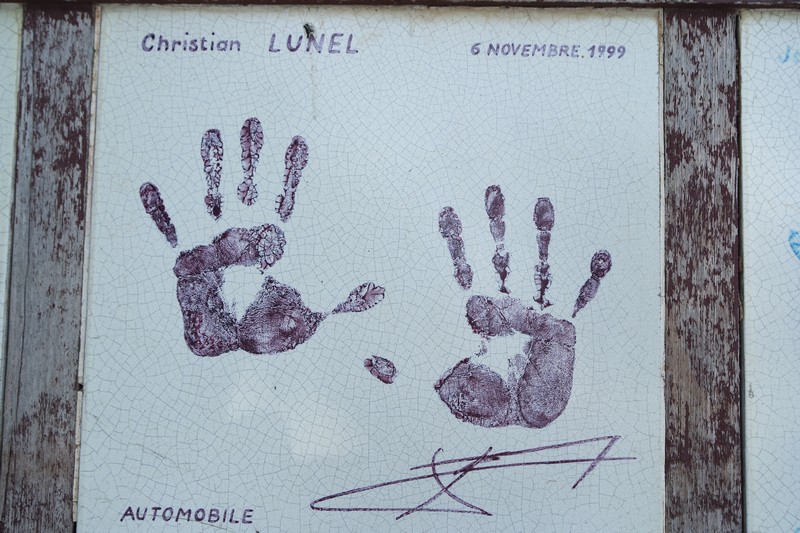 Christian LUNEL
6 NOVEMBRE.1999
AUTOMOBILE